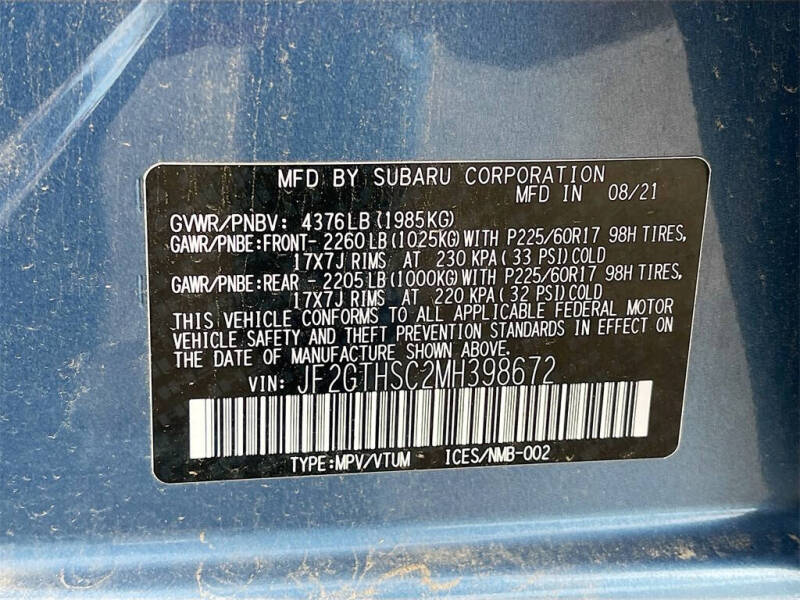 MFD BY SUBARU CORPORATION
MFD IN 08/21
GVWR/PNBV: 4376LB(1985KG)
GAWR/PNBE:FRONT- 2260LB(1025KG)WITH P225/60R17 98H TIRES,
17X7J RIMS AT 230 KPA(33 PSI)COLD
GAWR/PNBE:REAR - 2205LB(1000KG)WITH P225/60R17 98H TIRES,
17X7J RIMS AT 220 KPA(32 PSI)COLD
THIS VEHICLE CONFORMS TO ALL APPLICABLE FEDERAL MOTOR
VEHICLE SAFETY AND THEFT PREVENTION STANDARDS IN EFFECT ON
THE DATE OF MANUFACTURE SHOWN ABOVE.
VIN: JF2GTHSC2MH398672
TYPE:MPV/VTUM ICES/NMB-002